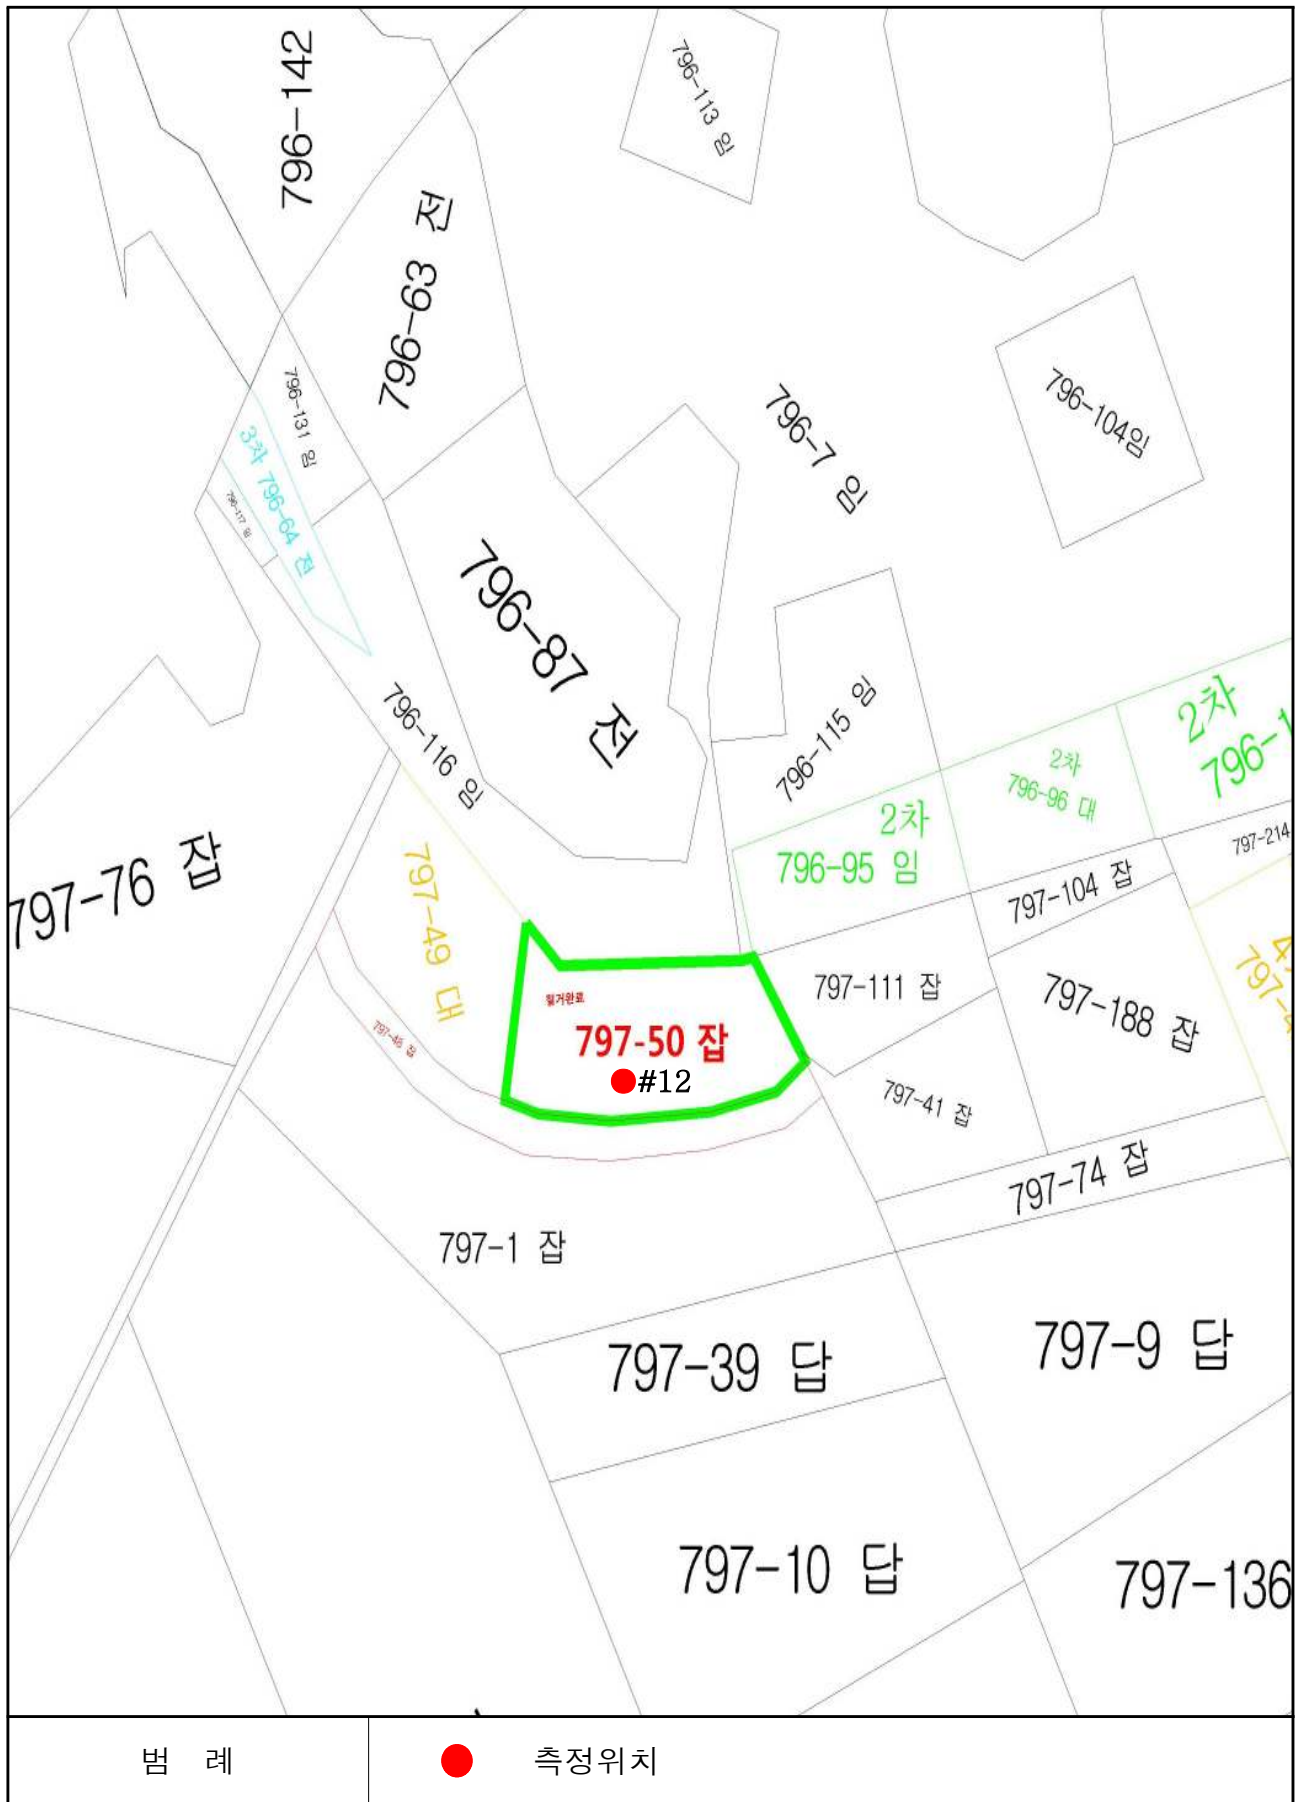 796-142
796-113 임
796-63 전
796-131 임
796-7 임
796-104임
3차 796-64 전
796-117 임
796-87 전
796-116 임
796-115 임
2차
796-1
2차
796-96 대
2차
796-95 임
797-214
797-76 잡
797-49 대
797-104 잡
797-111 잡
797-188 잡
797-50 잡
#12
797-41 잡
797-74 잡
797-1 잡
797-39 답
797-9 답
797-10 답
797-136
범 례
측정위치